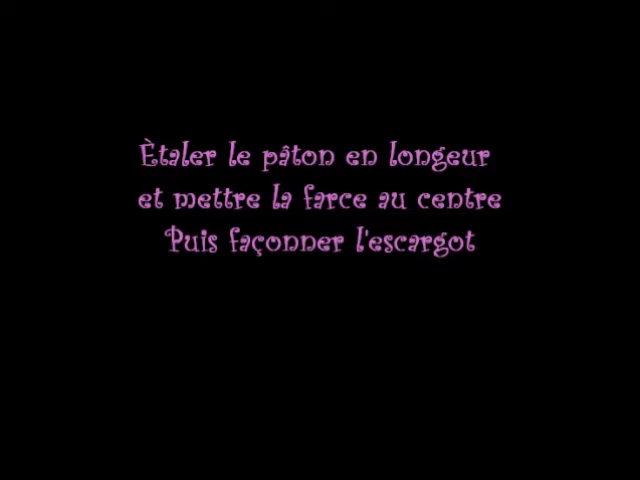 Ètaler le pâton en longeur
et mettre la farce au centre
Puis façonner l'escargot